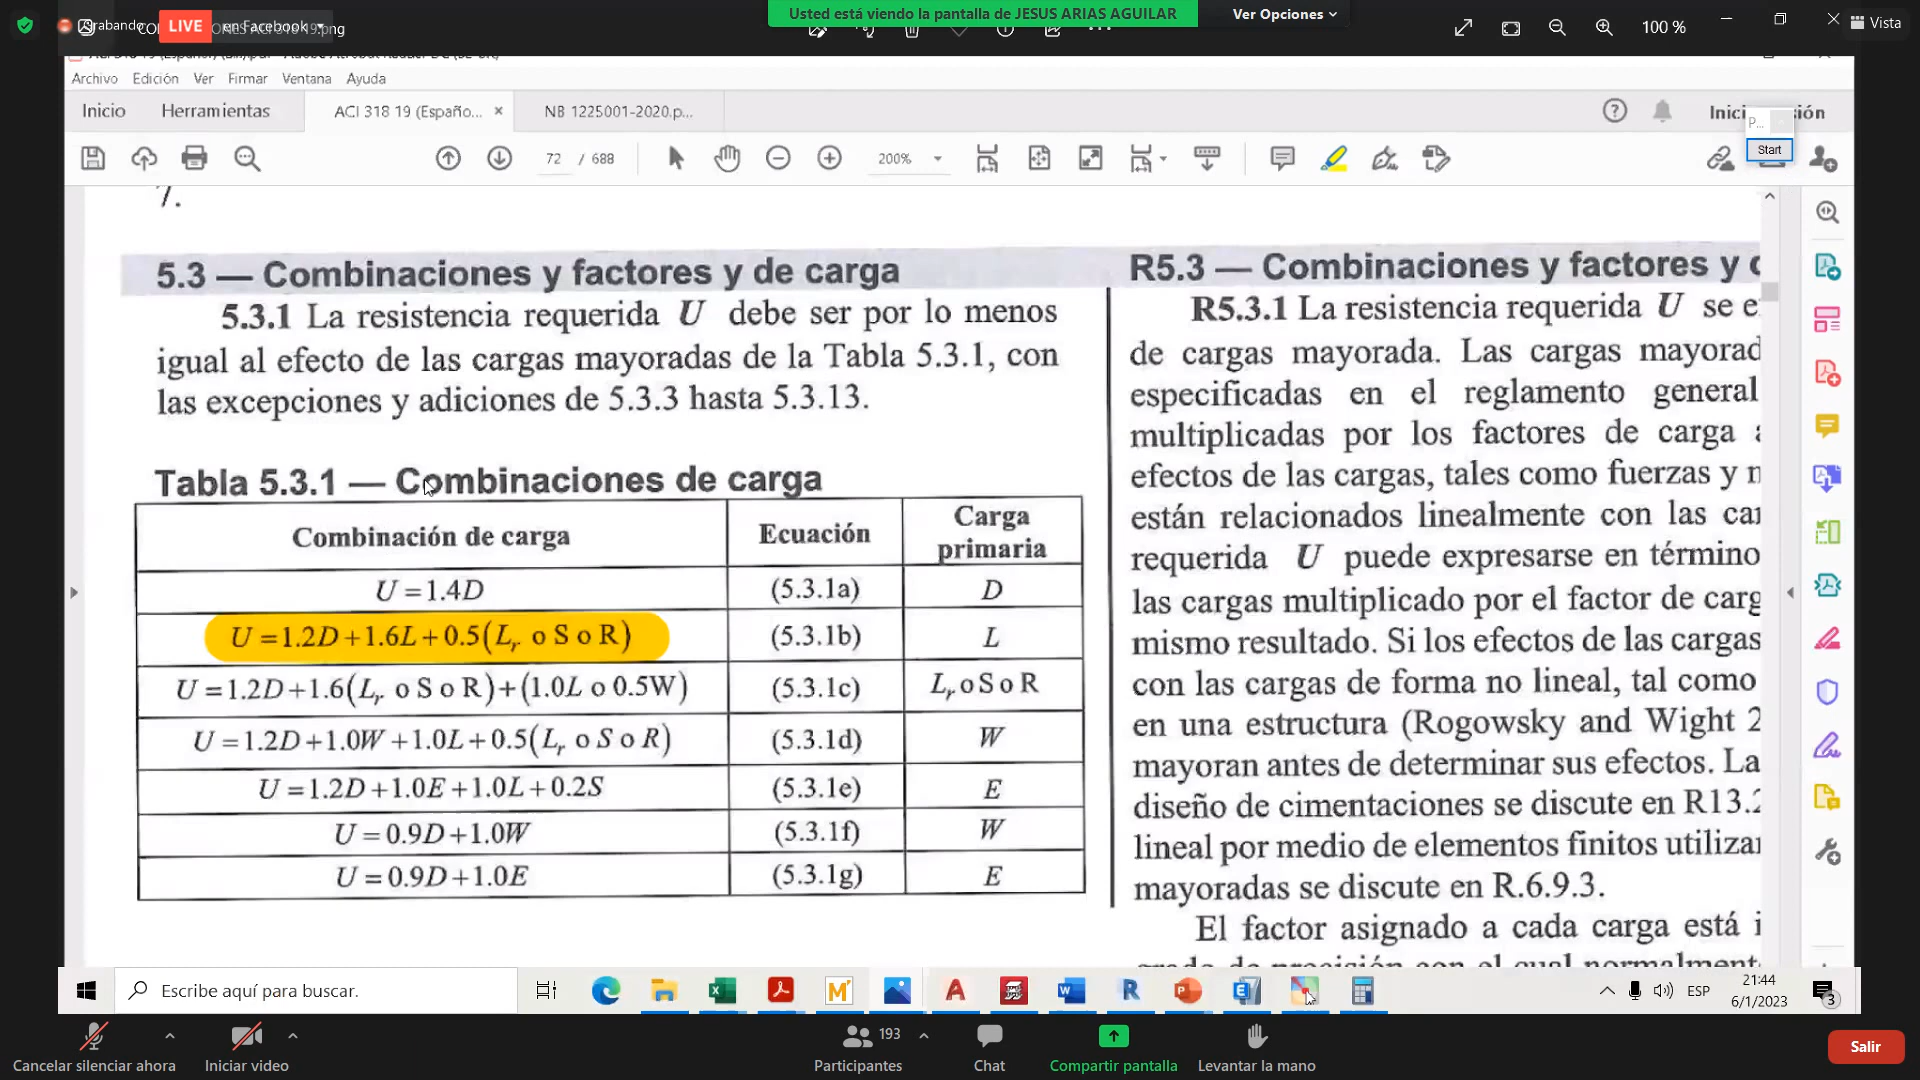 Grabando
LIVE
en Facebook
Usted está viendo la pantalla de JESUS ARIAS AGUILAR
Ver Opciones
100 %
Vista
Archivo Edición Ver Firmar Ventana Ayuda
Inicio Herramientas ACI 318 19 (Españo... × NB 1225001-2020.p...
P...
Start
72 / 688
200%
7.
5.3 — Combinaciones y factores y de carga
5.3.1 La resistencia requerida U debe ser por lo menos
igual al efecto de las cargas mayoradas de la Tabla 5.3.1, con
las excepciones y adiciones de 5.3.3 hasta 5.3.13.
Tabla 5.3.1 — Combinaciones de carga
Combinación de carga Ecuación Carga primaria
U = 1.4D (5.3.1a) D
U = 1.2D + 1.6L + 0.5(Lr o S o R) (5.3.1b) L
U = 1.2D + 1.6(Lr o S o R) + (1.0L o 0.5W) (5.3.1c) Lr o S o R
U = 1.2D + 1.0W + 1.0L + 0.5(Lr o S o R) (5.3.1d) W
U = 1.2D + 1.0E + 1.0L + 0.2S (5.3.1e) E
U = 0.9D + 1.0W (5.3.1f) W
U = 0.9D + 1.0E (5.3.1g) E
R5.3 — Combinaciones y factores y
R5.3.1 La resistencia requerida U se
de cargas mayorada. Las cargas mayorad
especificadas en el reglamento general
multiplicadas por los factores de carga
efectos de las cargas, tales como fuerzas y
están relacionados linealmente con las
requerida U puede expresarse en término
las cargas multiplicado por el factor de carg
mismo resultado. Si los efectos de las cargas
con las cargas de forma no lineal, tal como
en una estructura (Rogowsky and Wight 2
mayoran antes de determinar sus efectos. La
diseño de cimentaciones se discute en R13.2
lineal por medio de elementos finitos utiliza
mayoradas se discute en R.6.9.3.
El factor asignado a cada carga está
Escribe aquí para buscar.
ESP
21:44
6/1/2023
3
Cancelar silenciar ahora
Iniciar video
193
Participantes
Chat
Compartir pantalla
Levantar la mano
Salir